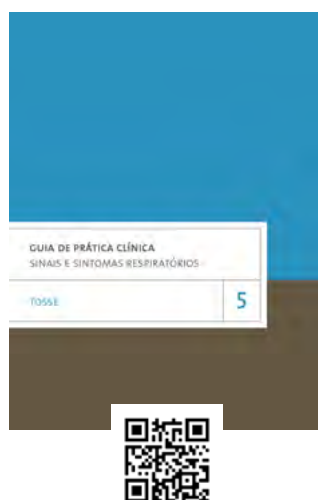 GUIA DE PRÁTICA CLÍNICA
SINAIS E SINTOMAS RESPIRATÓRIOS
TOSSE
5